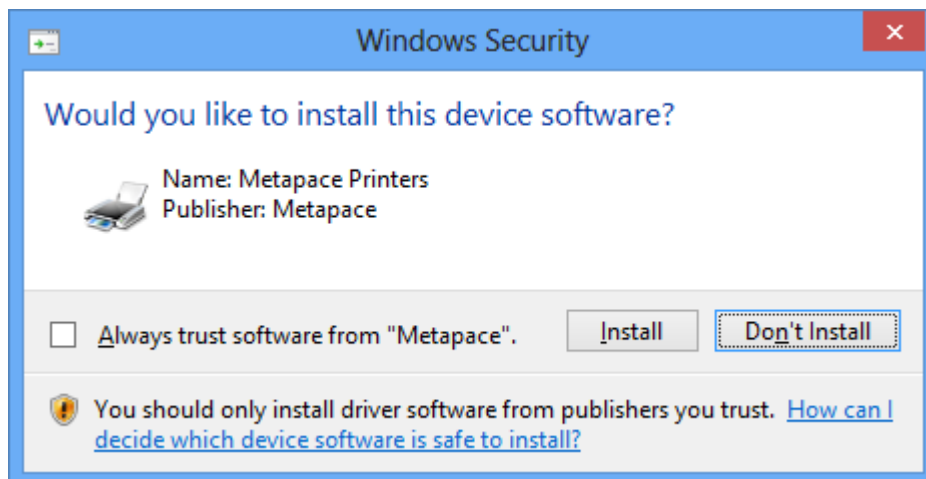 Windows Security
Would you like to install this device software?
Name: Metapace Printers
Publisher: Metapace
Always trust software from "Metapace".
Install
Don't Install
You should only install driver software from publishers you trust. How can I
decide which device software is safe to install?